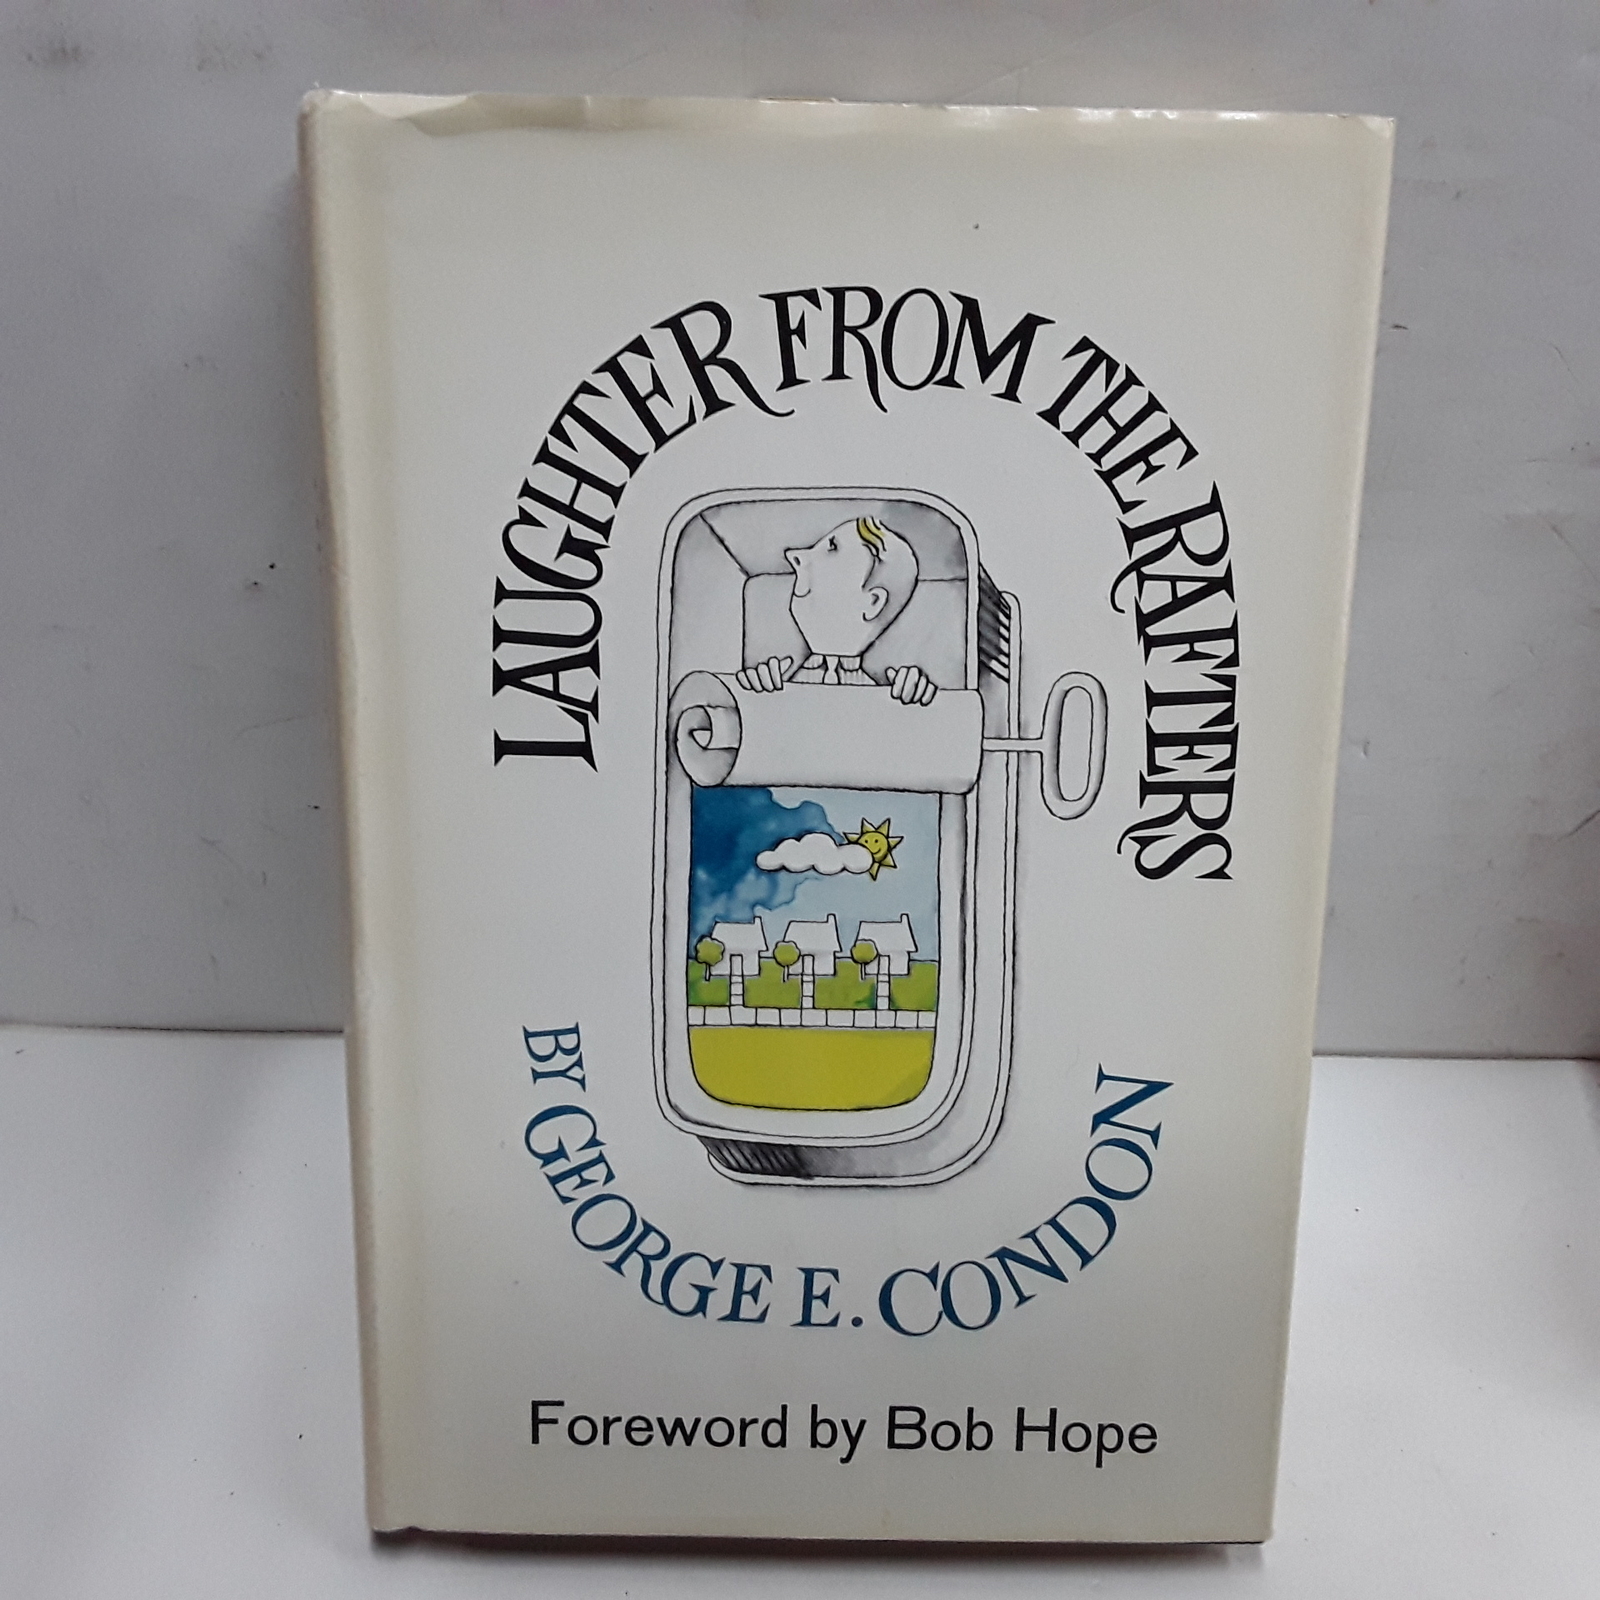 LAUGHTER FROM THE RAFTERS
BY GEORGE E. CONDON
Foreword by Bob Hope